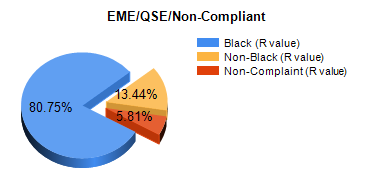 EME/QSE/Non-Compliant
Black (R value)
Non-Black (R value)
Non-Complaint (R value)
80.75%
13.44%
5.81%